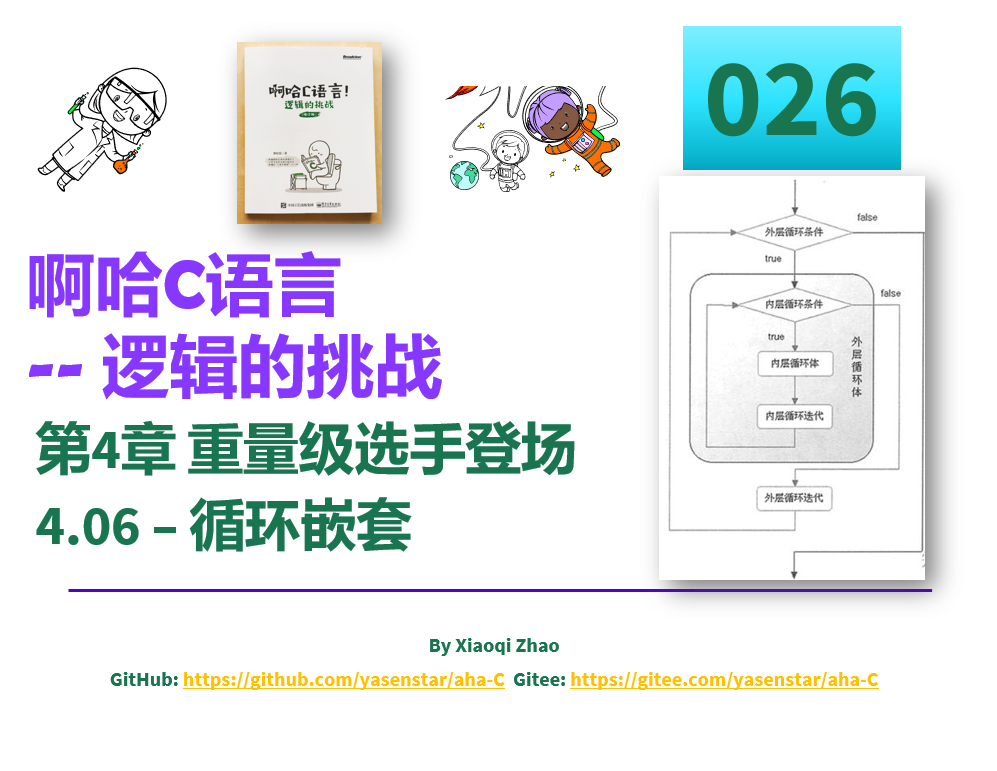 啊哈C语言!
逻辑的挑战
026
false
外层循环条件
true
false
内层循环条件
true
外层循环体
内层循环体
内层循环迭代
外层循环迭代
啊哈C语言
-- 逻辑的挑战
第4章 重量级选手登场
4.06 – 循环嵌套
By Xiaoqi Zhao
GitHub: https://github.com/yasenstar/aha-C Gitee: https://gitee.com/yasenstar/aha-C